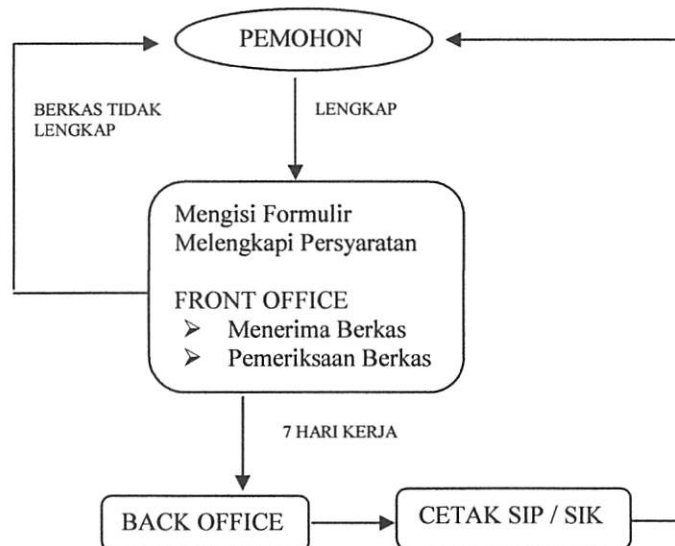 PEMOHON
BERKAS TIDAK
LENGKAP
LENGKAP
Mengisi Formulir
Melengkapi Persyaratan
FRONT OFFICE
➢ Menerima Berkas
➢ Pemeriksaan Berkas
7 HARI KERJA
BACK OFFICE
CETAK SIP / SIK